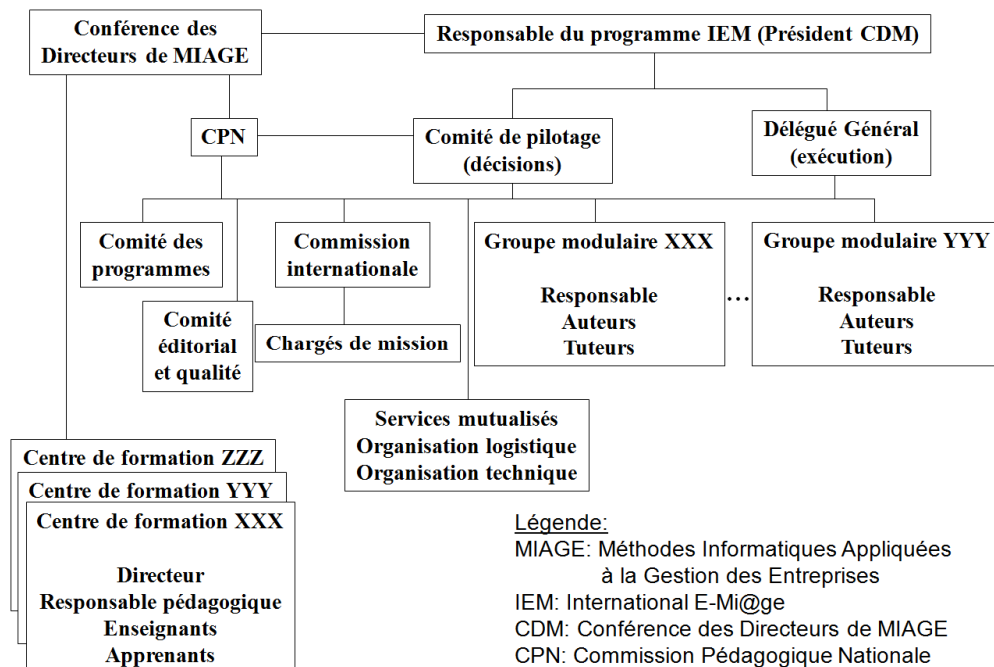 Conférence des
Directeurs de MIAGE
Responsable du programme IEM (Président CDM)
CPN
Comité de pilotage
(décisions)
Délégué Général
(exécution)
Comité des
programmes
Commission
internationale
Groupe modulaire XXX
Responsable
Auteurs
Tuteurs
...
Groupe modulaire YYY
Responsable
Auteurs
Tuteurs
Comité
éditorial
et qualité
Chargés de mission
Services mutualisés
Organisation logistique
Organisation technique
Centre de formation ZZZ
Centre de formation YYY
Centre de formation XXX
Directeur
Responsable pédagogique
Enseignants
Apprenants
Légende:
MIAGE: Méthodes Informatiques Appliquées
à la Gestion des Entreprises
IEM: International E-Mi@ge
CDM: Conférence des Directeurs de MIAGE
CPN: Commission Pédagogique Nationale